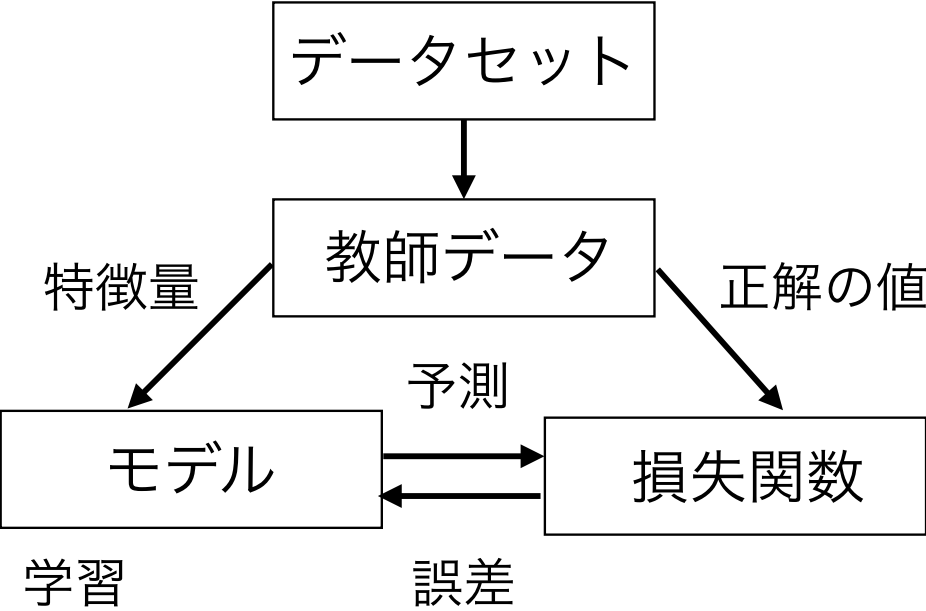 データセット
教師データ
特徴量
正解の値
予測
モデル
損失関数
学習
誤差